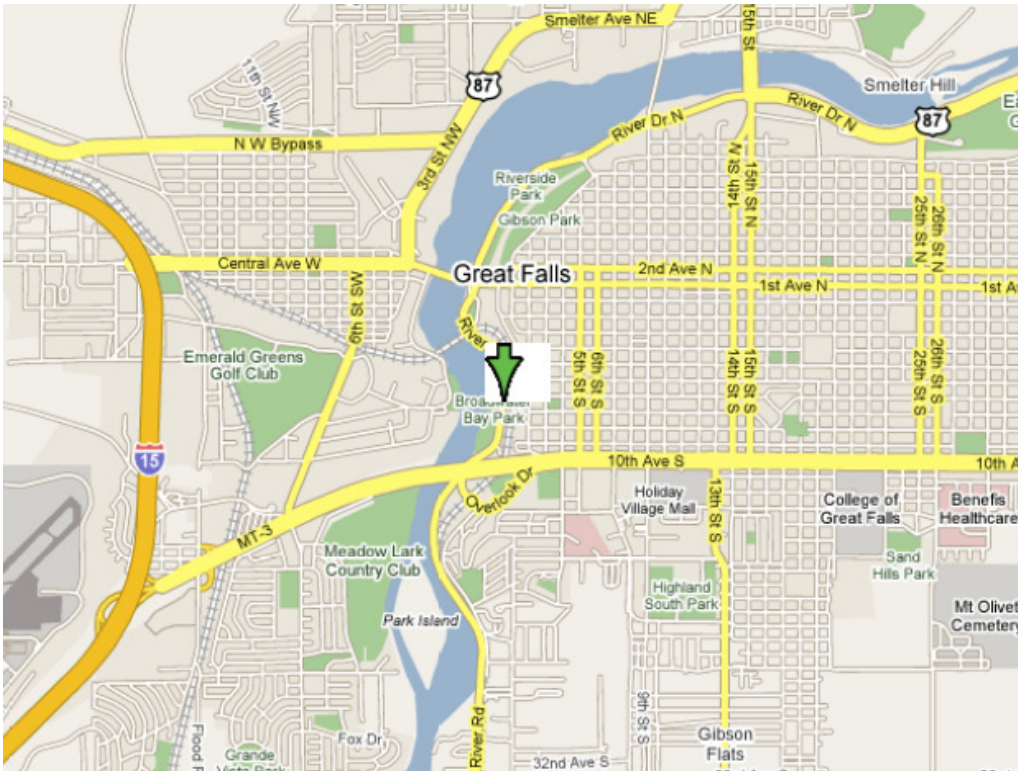 Smelter Ave NE
15th St
11th St NW
87
Smelter Hill
River Dr N
River Dr N
87
N W Bypass
3rd St NW
14th St N
15th St N
Riverside
Park
Gibson Park
25th St N
26th St N
Central Ave W
Great Falls
2nd Ave N
1st Ave N
6th St SW
River
Emerald Greens
Golf Club
5th St S
6th St S
14th St S
15th St S
25th St S
26th St S
Broadwater
Bay Park
15
10th Ave S
Overlook Dr
Holiday
Village Mall
13th St S
College of
Great Falls
Benefis
Healthcare
MT-3
Meadow Lark
Country Club
Sand
Hills Park
Highland
South Park
Park Island
Mt Olivet
Cemetery
9th St S
River Rd
Gibson
Flats
Fox Dr
Flood
Grande
Vista Park
32nd Ave S